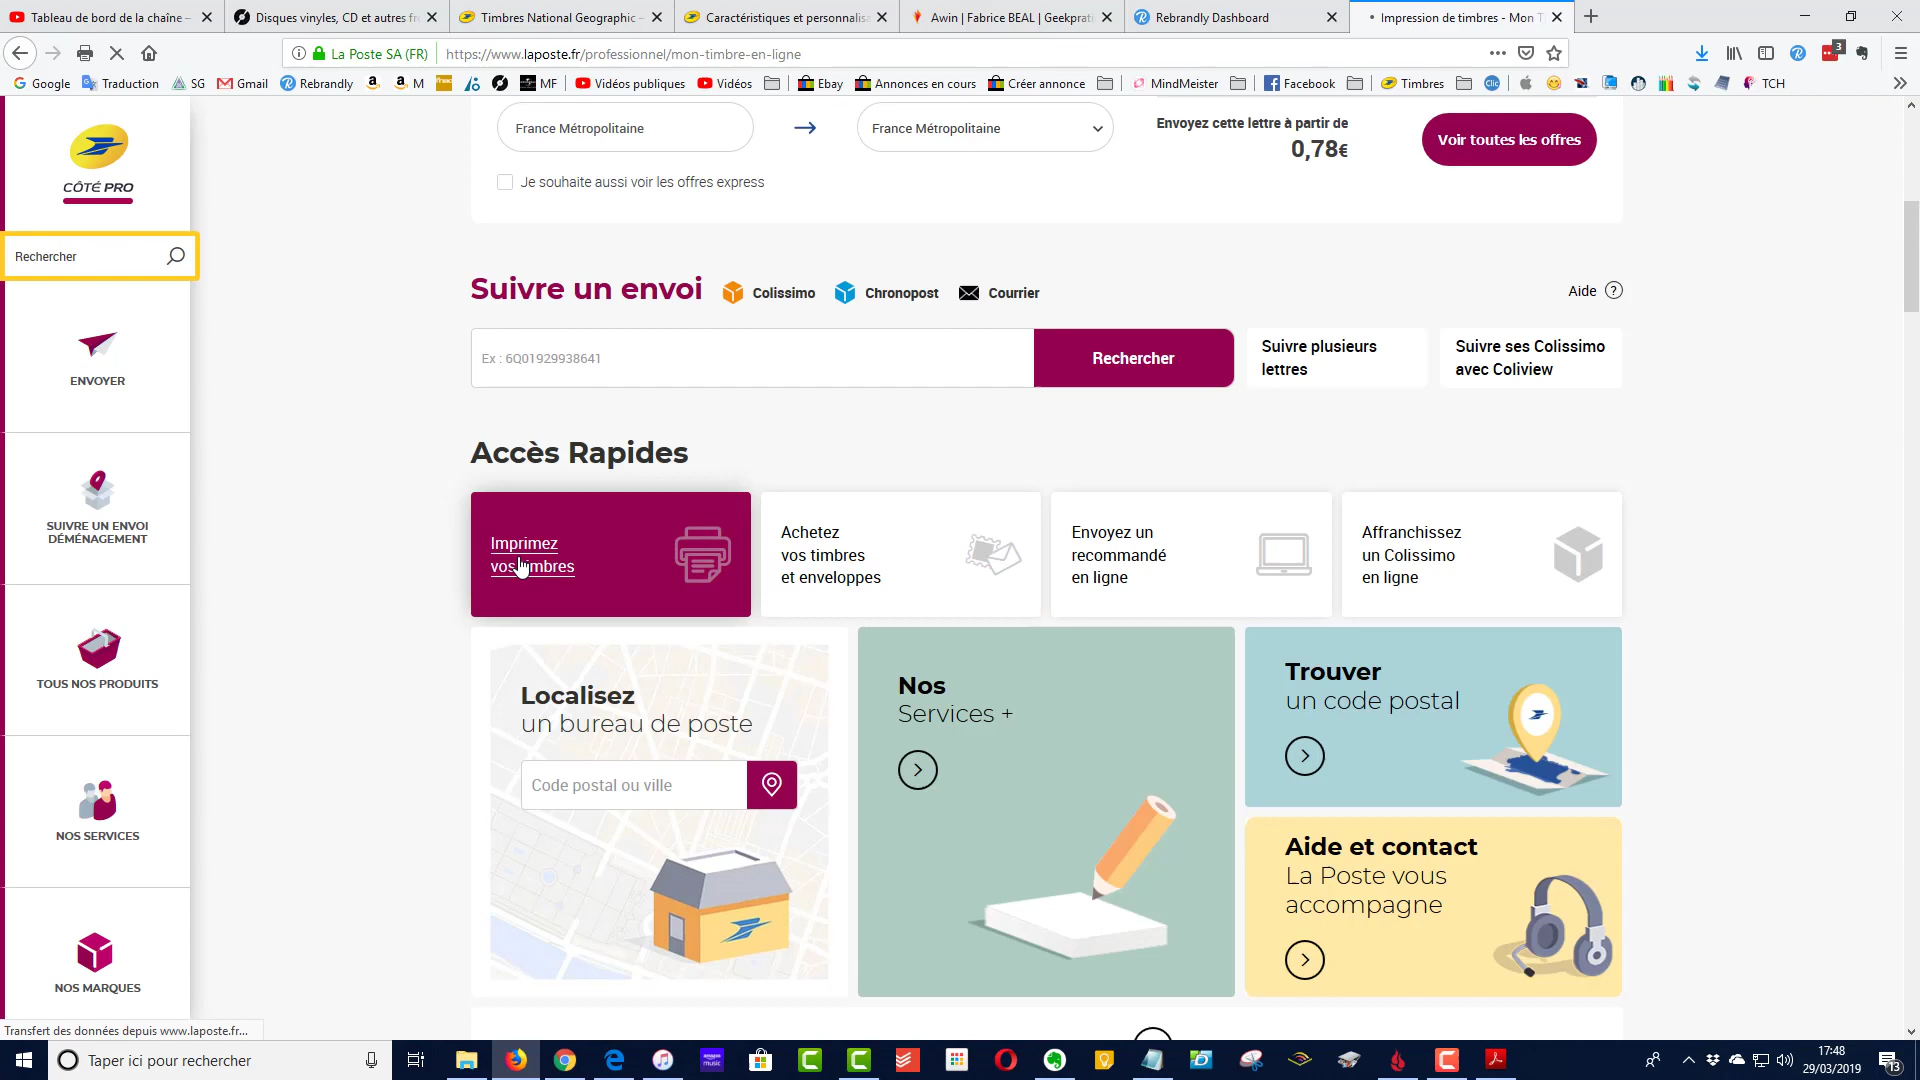 Tableau de bord de la chaîne –
Disques vinyles, CD et autres fr
Timbres National Geographic –
Caractéristiques et personnalisa
Awin | Fabrice BEAL | Geekprati
Rebrandly Dashboard
Impression de timbres - Mon T
La Poste SA (FR)
https://www.laposte.fr/professionnel/mon-timbre-en-ligne
3
Google
Traduction
SG
Gmail
Rebrandly
M
MF
Vidéos publiques
Vidéos
Ebay
Annonces en cours
Créer annonce
MindMeister
Facebook
Timbres
Clic
TCH
CÔTÉ PRO
Rechercher
ENVOYER
SUIVRE UN ENVOI
DÉMÉNAGEMENT
TOUS NOS PRODUITS
NOS SERVICES
NOS MARQUES
France Métropolitaine
France Métropolitaine
Envoyez cette lettre à partir de
0,78€
Voir toutes les offres
Je souhaite aussi voir les offres express
Suivre un envoi
Colissimo
Chronopost
Courrier
Aide ?
Ex : 6Q01929938641
Rechercher
Suivre plusieurs
lettres
Suivre ses Colissimo
avec Coliview
Accès Rapides
Imprimez
vos timbres
Achetez
vos timbres
et enveloppes
Envoyez un
recommandé
en ligne
Affranchissez
un Colissimo
en ligne
Localisez
un bureau de poste
Code postal ou ville
Nos
Services +
Trouver
un code postal
Aide et contact
La Poste vous
accompagne
Transfert des données depuis www.laposte.fr...
Taper ici pour rechercher
17:48
29/03/2019
13